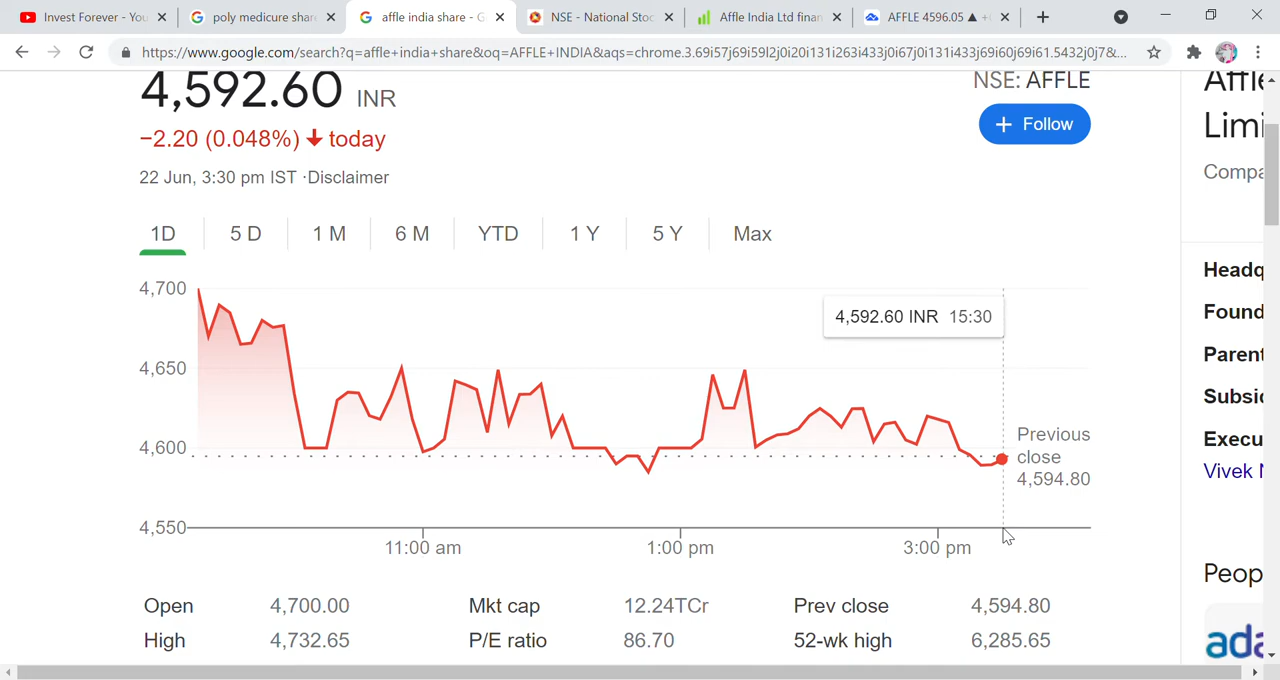 Invest Forever - You
poly medicure share
affle india share - G
NSE - National Stoc
Affle India Ltd finan
AFFLE 4596.05 ▲ +
https://www.google.com/search?q=affle+india+share&oq=AFFLE+INDIA&aqs=chrome.3.69i57j69i59l2j0i20i131i263i433j0i67j0i131i433j69i60j69i61.5432j0j7&...
4,592.60 INR
NSE: AFFLE
Affle
Limi
−2.20 (0.048%) ↓ today
+ Follow
22 Jun, 3:30 pm IST ·Disclaimer
Compa
1D 5 D 1 M 6 M YTD 1 Y 5 Y Max
4,700
4,650
4,600
4,550
4,592.60 INR 15:30
Previous
close
4,594.80
11:00 am 1:00 pm 3:00 pm
Headq
Found
Parent
Subsid
Execu
Vivek
Peop
Open 4,700.00 Mkt cap 12.24TCr Prev close 4,594.80
High 4,732.65 P/E ratio 86.70 52-wk high 6,285.65
ada